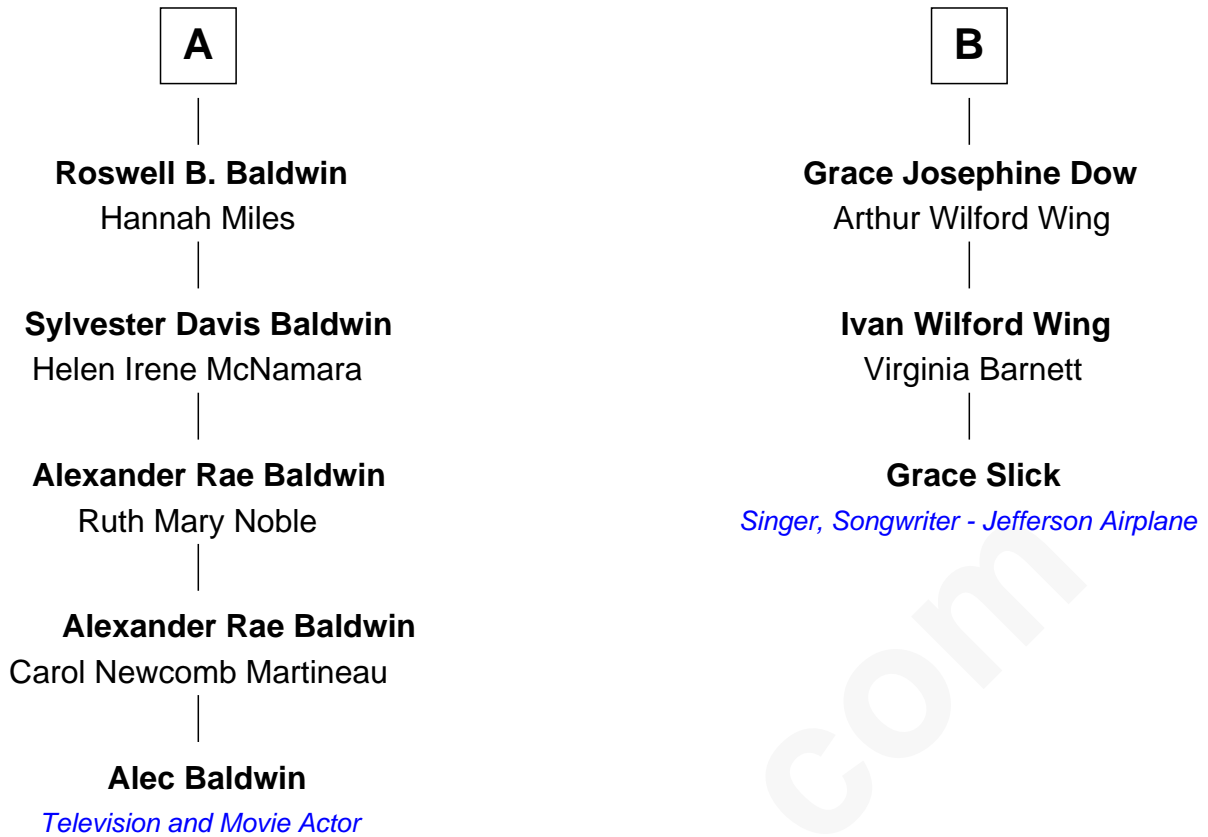 A
Roswell B. Baldwin
Hannah Miles
Sylvester Davis Baldwin
Helen Irene McNamara
Alexander Rae Baldwin
Ruth Mary Noble
Alexander Rae Baldwin
Carol Newcomb Martineau
Alec Baldwin
Television and Movie Actor
B
Grace Josephine Dow
Arthur Wilford Wing
Ivan Wilford Wing
Virginia Barnett
Grace Slick
Singer, Songwriter - Jefferson Airplane
com